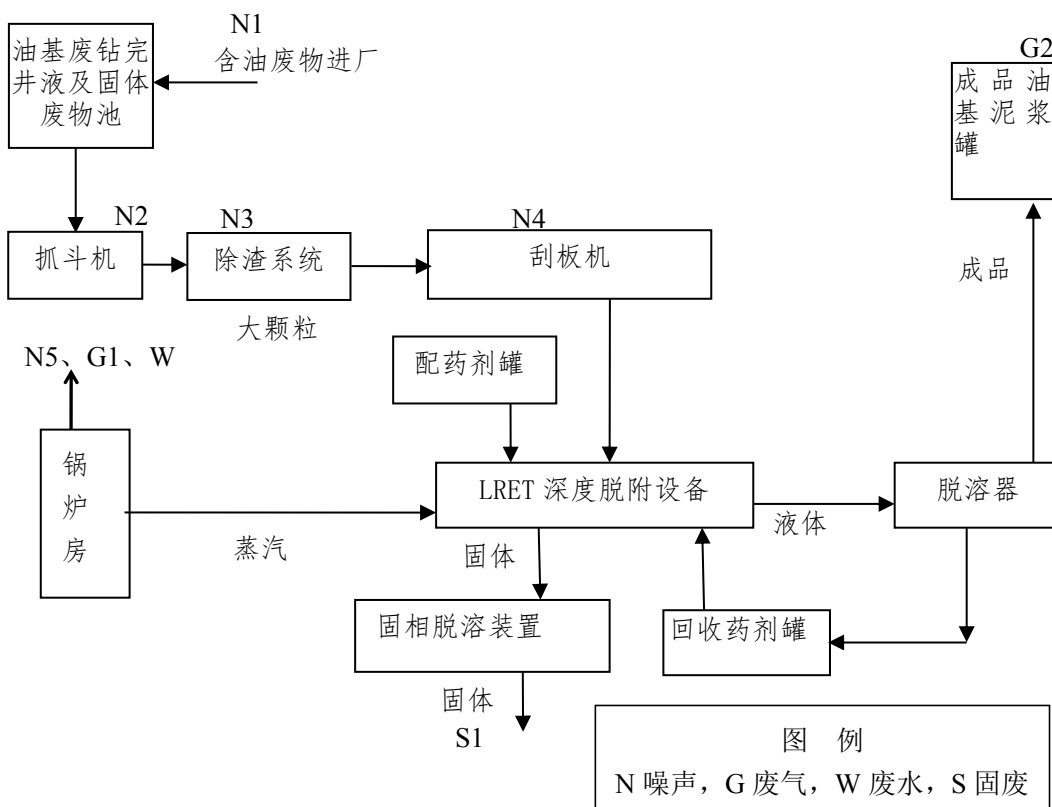 N1
油基废钻完
井液及固体
废物池
含油废物进厂
G2
成品油
基泥浆
罐
N2
N3
N4
抓斗机
除渣系统
刮板机
成品
大颗粒
N5、G1、W
配药剂罐
锅
炉
房
LRET 深度脱附设备
脱溶器
蒸汽
固体
液体
固相脱溶装置
回收药剂罐
固体
S1
图 例
N 噪声，G 废气，W 废水，S 固废